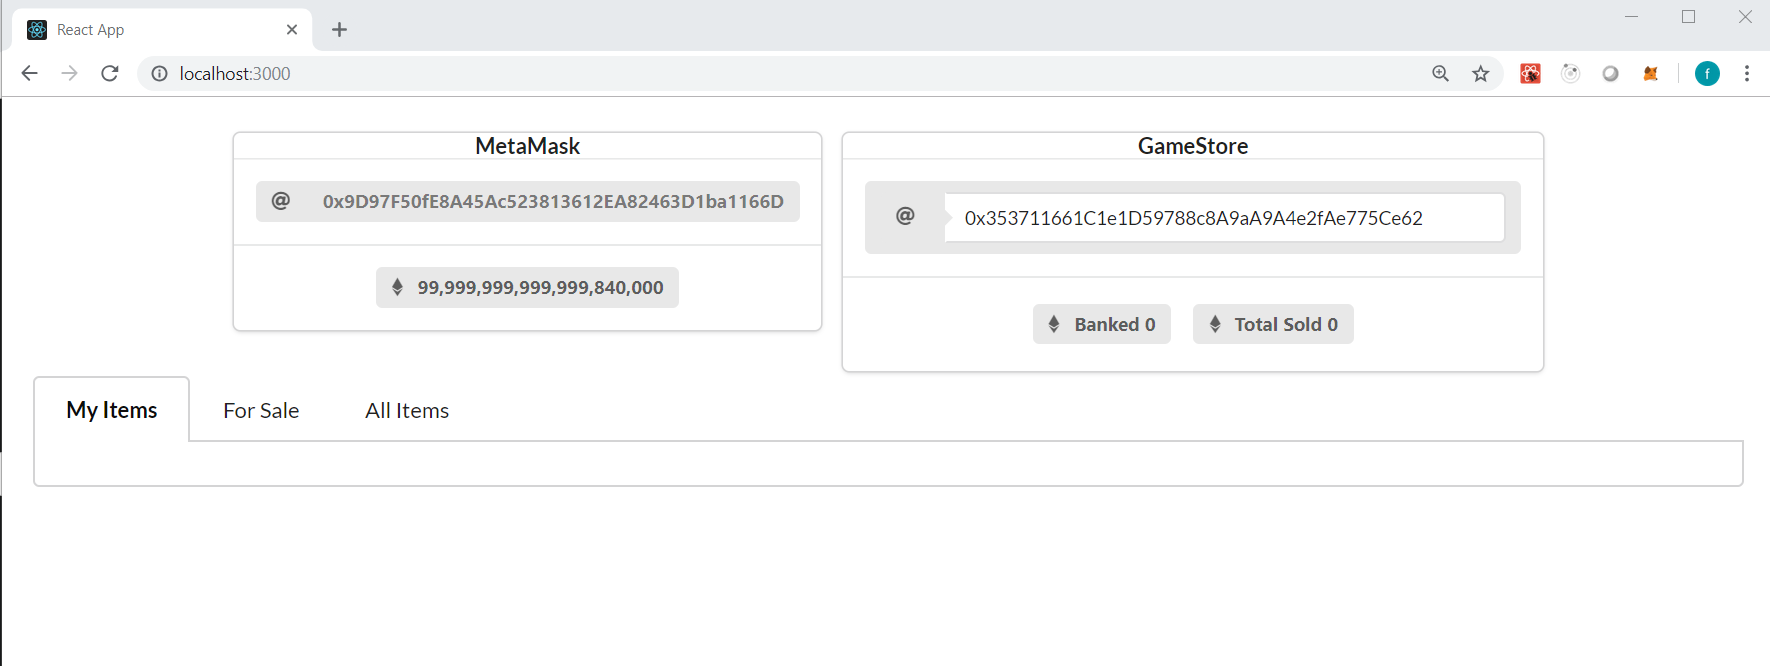 React App
localhost:3000
f
MetaMask
@ 0x9D97F50fE8A45Ac523813612EA82463D1ba1166D
99,999,999,999,999,840,000
GameStore
@ 0x353711661C1e1D59788c8A9aA9A4e2fAe775Ce62
Banked 0 Total Sold 0
My Items For Sale All Items